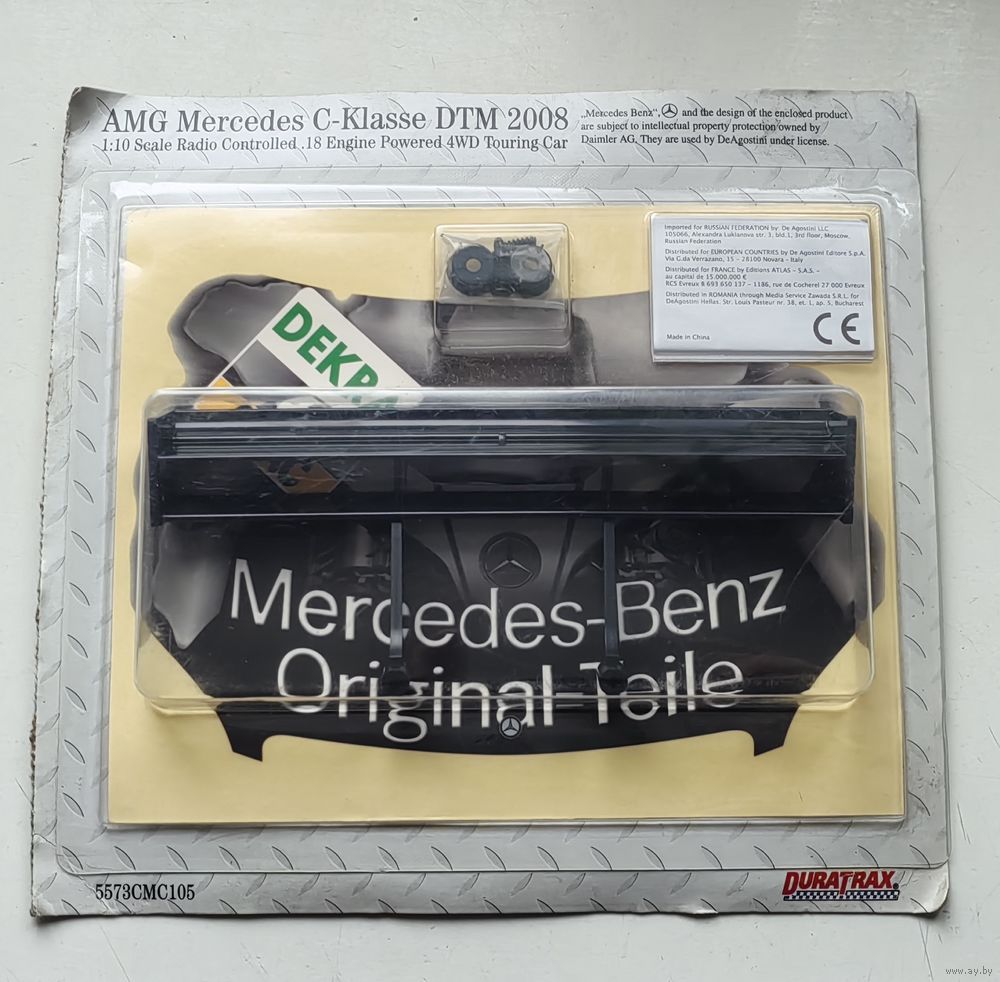 AMG Mercedes C-Klasse DTM 2008
1:10 Scale Radio Controlled .18 Engine Powered 4WD Touring Car
„Mercedes Benz“, and the design of the enclosed product
are subject to intellectual property protection owned by
Daimler AG. They are used by DeAgostini under license.
Imported for RUSSIAN FEDERATION by: De Agostini LLC
105066, Alexandra Lukianova str. 3, bld.1, 3rd floor, Moscow,
Russian Federation
Distributed for EUROPEAN COUNTRIES by De Agostini Editore S.p.A.
Via G.da Verrazano, 15 - 28100 Novara - Italy
Distributed for FRANCE by Editions ATLAS - S.A.S. -
au capital de 15.000.000 €
RCS Evreux B 693 650 137 - 1186, rue de Cocherel 27 000 Evreux
Distributed in ROMANIA through Media Service Zawada S.R.L. for
DeAgostini Hellas. Str. Louis Pasteur nr. 38, et. 1, ap. 5, Bucharest
Made in China
CE
DEKRA
Mercedes-Benz
Original-Teile
5573CMC105
DURATRAX
www.ay.by